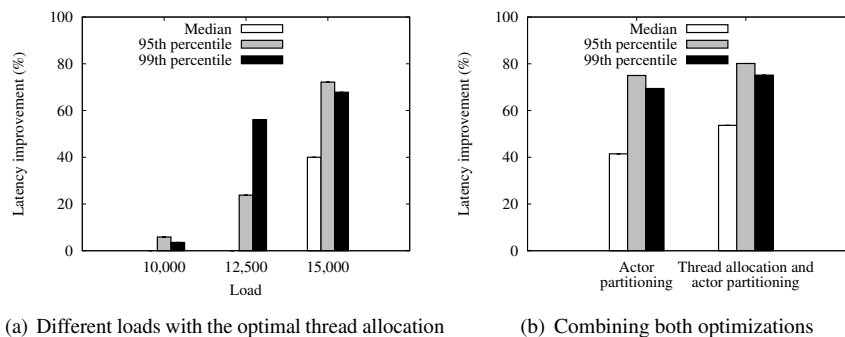 100
80
60
40
20
0
Latency improvement (%)
Median
95th percentile
99th percentile
10,000 12,500 15,000
Load
(a) Different loads with the optimal thread allocation
100
80
60
40
20
0
Latency improvement (%)
Median
95th percentile
99th percentile
Actor
partitioning
Thread allocation and
actor partitioning
(b) Combining both optimizations